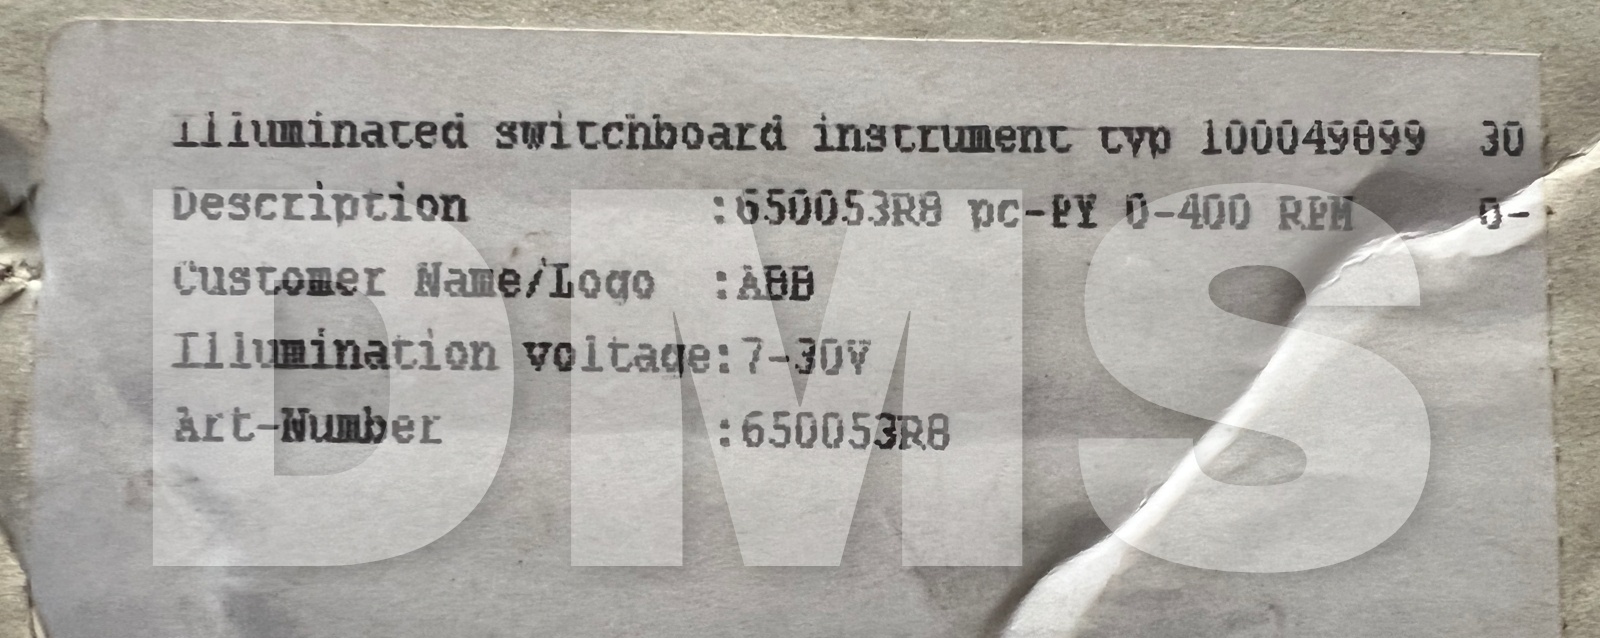 Illuminated switchboard instrument typ 100049899 30
Description :650053R8 pc-PY 0-400 RPM 0-
Customer Name/Logo :ABB
Illumination voltage:7-30V
Art-Number :650053R8
DMS